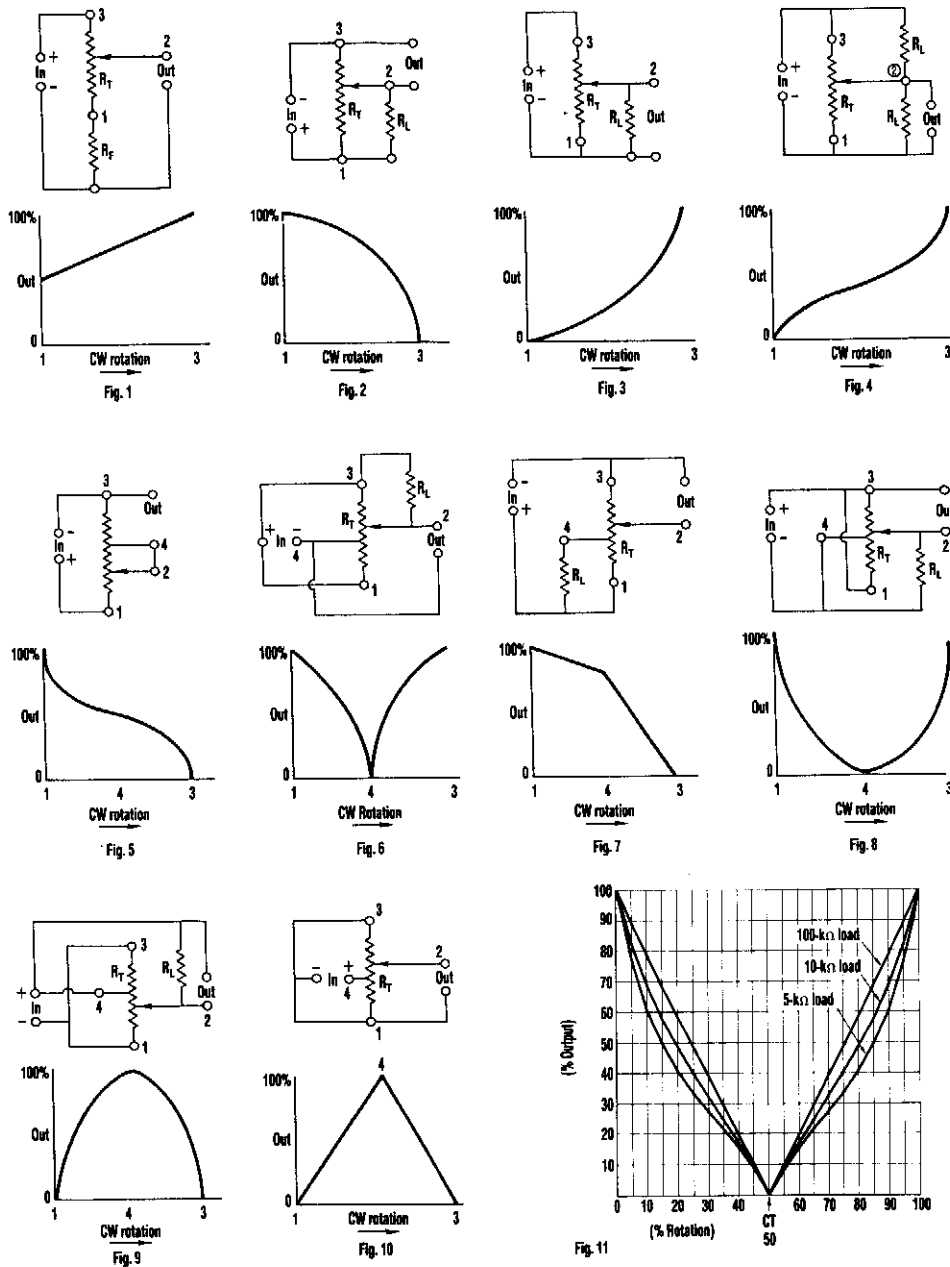 3
2
+
In
−
Out
R_T
1
R_F
100%
Out
0
1
3
CW rotation
Fig. 1
3
Out
2
−
In
+
R_T
R_L
1
100%
Out
0
1
3
CW rotation
Fig. 2
3
2
+
In
−
R_L
Out
1
100%
Out
0
1
3
CW rotation
Fig. 3
3
R_L
+
In
−
②
R_T
R_L
Out
1
100%
Out
0
1
3
CW rotation
Fig. 4
3
Out
−
In
+
4
2
1
100%
Out
0
1
4
3
CW rotation
Fig. 5
3
R_L
R_T
2
+
In
−
4
Out
1
100%
Out
0
1
4
3
CW Rotation
Fig. 6
3
In
−
+
Out
4
2
R_T
R_L
1
100%
Out
0
1
4
3
CW rotation
Fig. 7
3
Out
In
+
−
4
2
R_T
R_L
1
100%
Out
0
1
4
3
CW rotation
Fig. 8
3
R_T
R_L
+
In
−
4
Out
2
1
100%
Out
0
1
4
3
CW rotation
Fig. 9
3
2
−
In
+
4
R_T
Out
1
100%
4
Out
0
1
3
CW rotation
Fig. 10
100
90
80
70
60
50
40
30
20
10
(% Output)
100-kΩ load
10-kΩ load
5-kΩ load
0 10 20 30 40 50 60 70 80 90 100
(% Rotation)
CT
50
Fig. 11